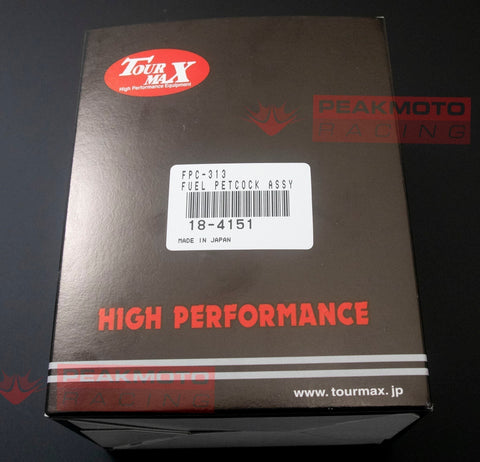 TOUR
MAX
High Performance Equipment
PEAKMOTO
RACING
FPC-313
FUEL PETCOCK ASSY
18-4151
MADE IN JAPAN
HIGH PERFORMANCE
PEAKMOTO
RACING
www.tourmax.jp